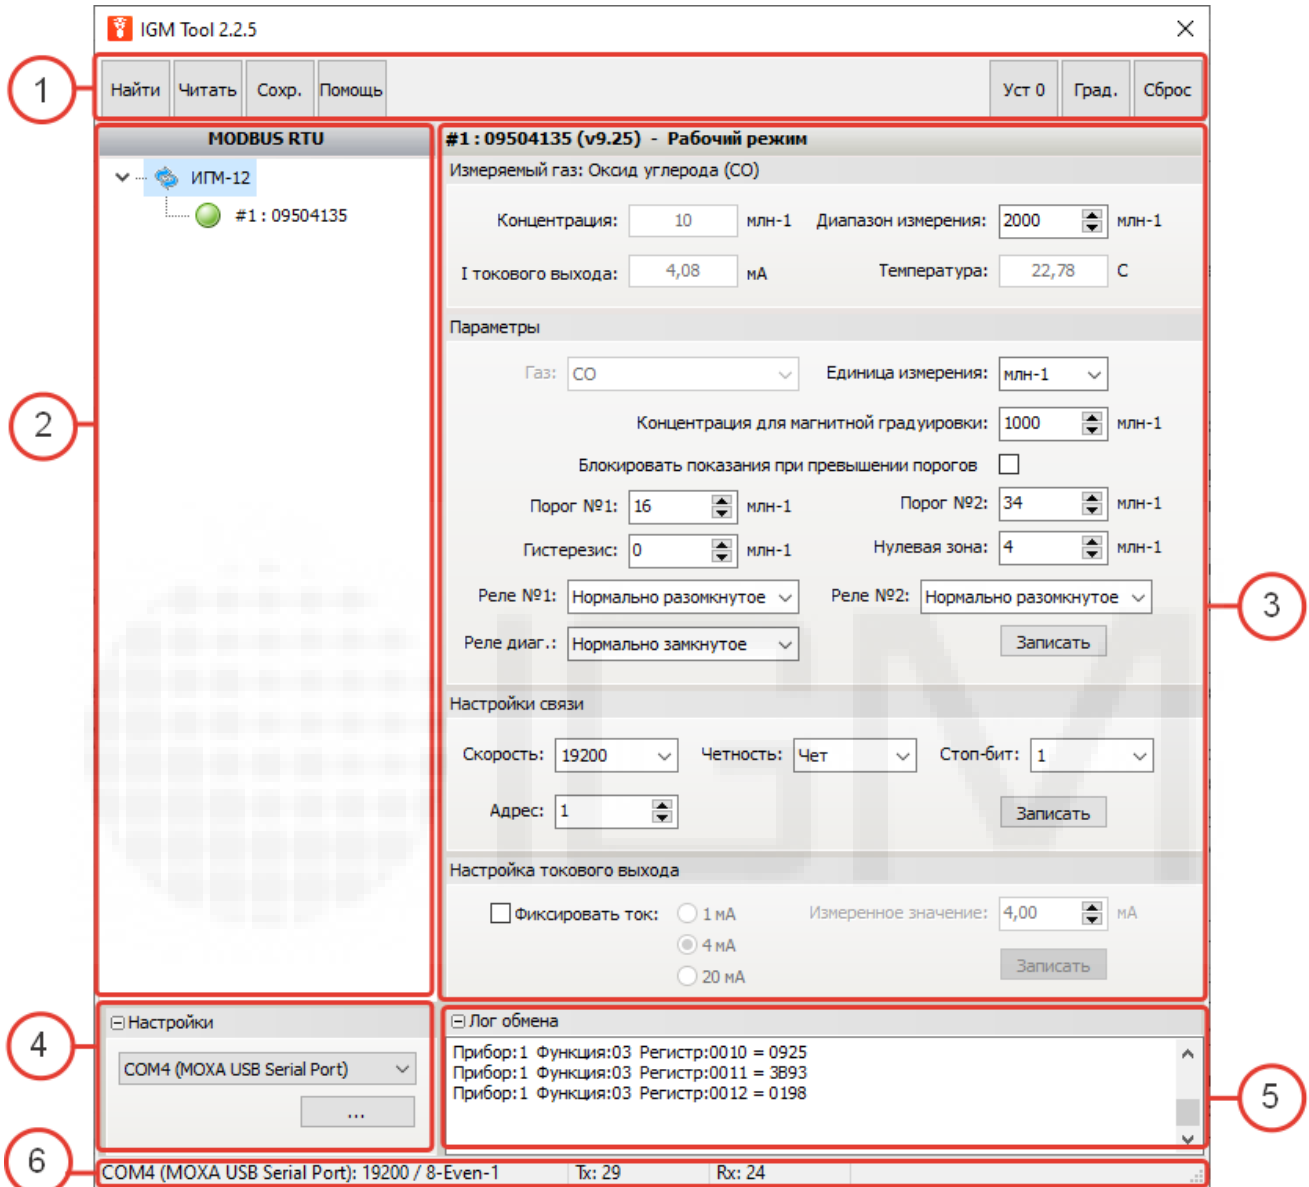 IGM Tool 2.2.5
1
Найти Читать Сохр. Помощь Уст 0 Град. Сброс
MODBUS RTU
ИГМ-12
#1 : 09504135
2
#1 : 09504135 (v9.25) - Рабочий режим
Измеряемый газ: Оксид углерода (CO)
Концентрация: 10 млн-1 Диапазон измерения: 2000 млн-1
I токового выхода: 4,08 мА Температура: 22,78 C
Параметры
Газ: CO Единица измерения: млн-1
Концентрация для магнитной градуировки: 1000 млн-1
Блокировать показания при превышении порогов
Порог №1: 16 млн-1 Порог №2: 34 млн-1
Гистерезис: 0 млн-1 Нулевая зона: 4 млн-1
Реле №1: Нормально разомкнутое Реле №2: Нормально разомкнутое
3
Реле диаг.: Нормально замкнутое Записать
Настройки связи
Скорость: 19200 Четность: Чет Стоп-бит: 1
Адрес: 1 Записать
Настройка токового выхода
Фиксировать ток: 1 мА Измеренное значение: 4,00 мА
4 мА
20 мА Записать
IGM
4
Настройки
COM4 (MOXA USB Serial Port)
...
Лог обмена
Прибор:1 Функция:03 Регистр:0010 = 0925
Прибор:1 Функция:03 Регистр:0011 = 3B93
Прибор:1 Функция:03 Регистр:0012 = 0198
5
6
COM4 (MOXA USB Serial Port): 19200 / 8-Even-1 Tx: 29 Rx: 24